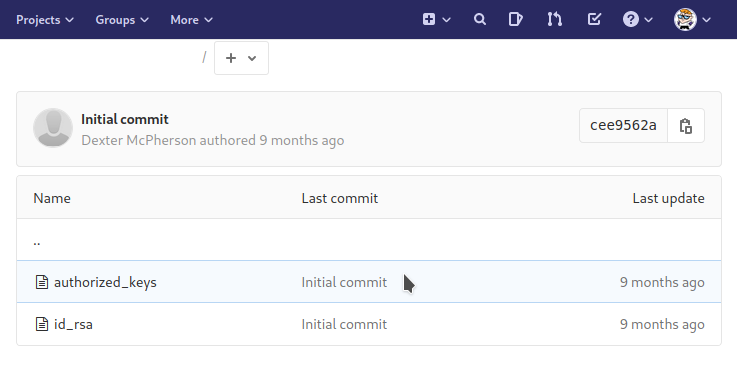 Projects Groups More
/ +
Initial commit
Dexter McPherson authored 9 months ago
cee9562a
Name Last commit Last update
..
authorized_keys Initial commit 9 months ago
id_rsa Initial commit 9 months ago